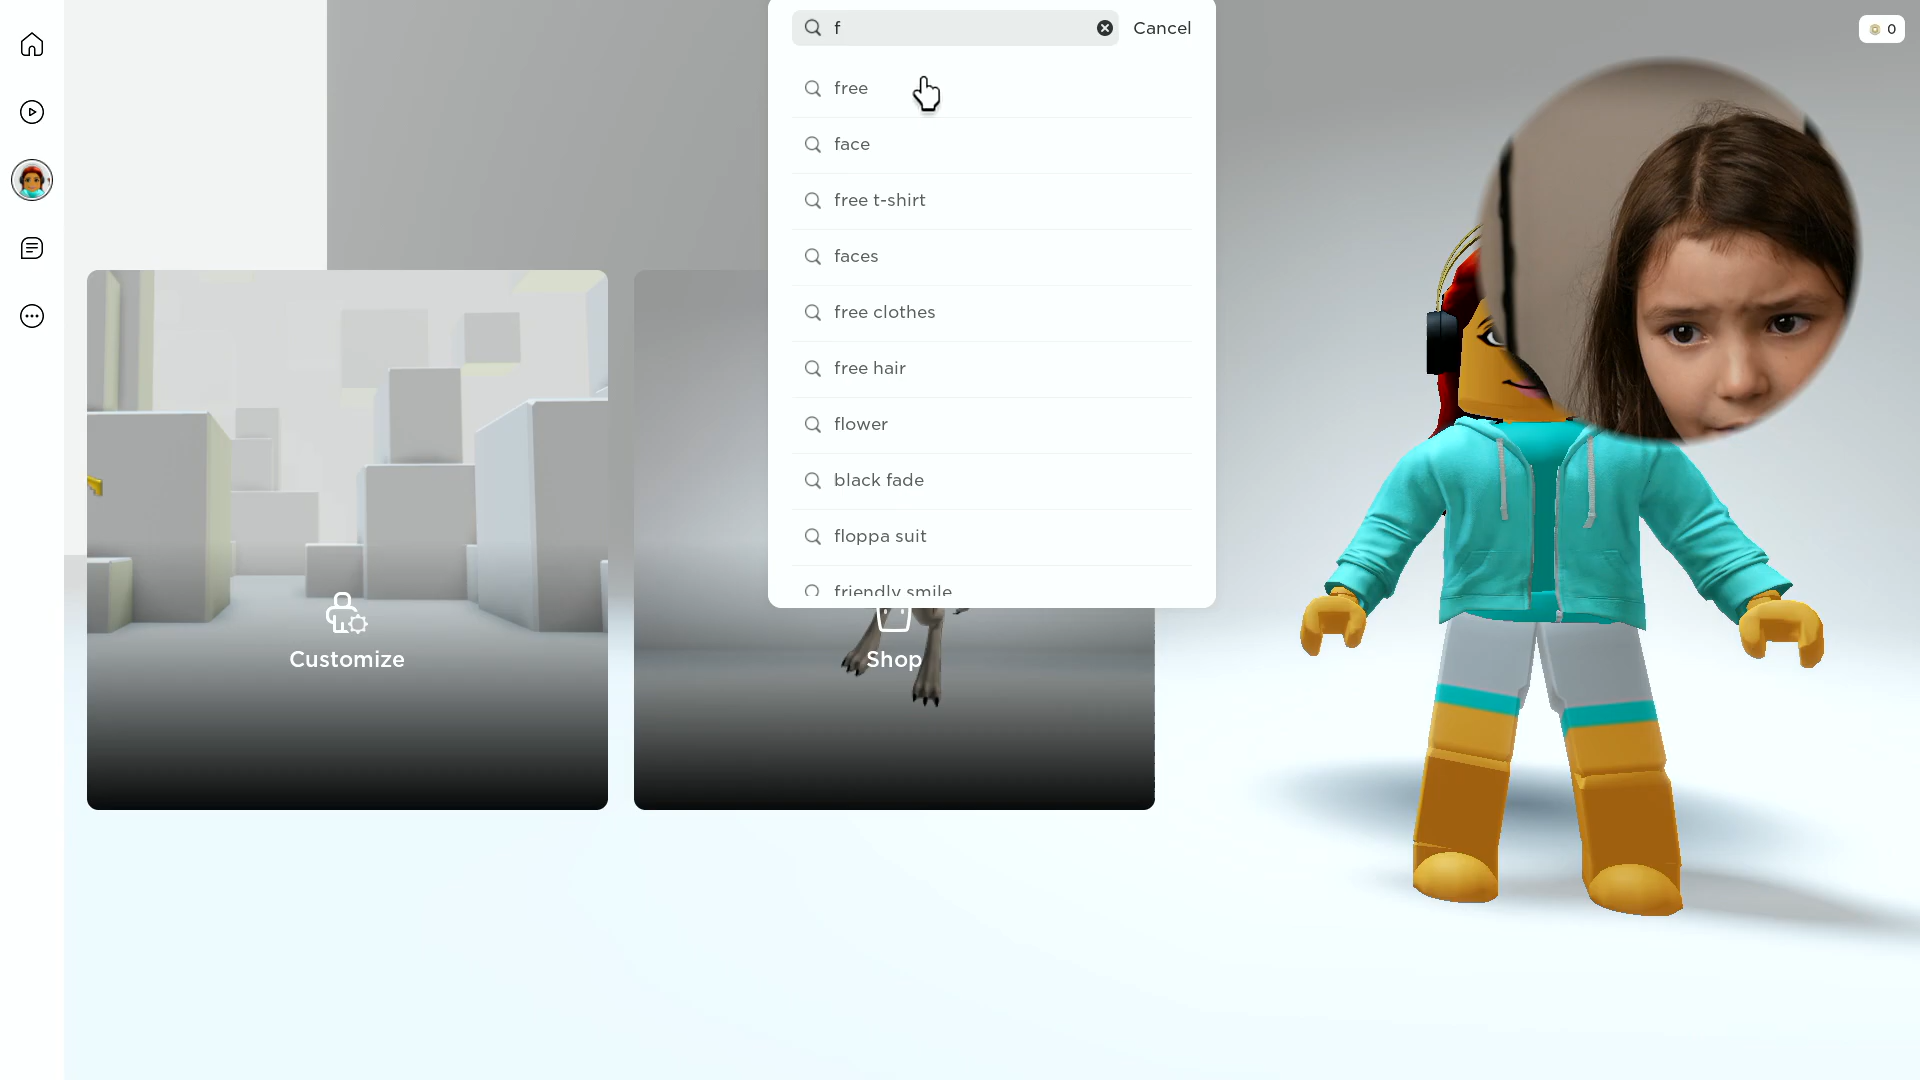 f
Cancel
0
free
face
free t-shirt
faces
free clothes
free hair
flower
black fade
floppa suit
friendly smile
Customize
Shop